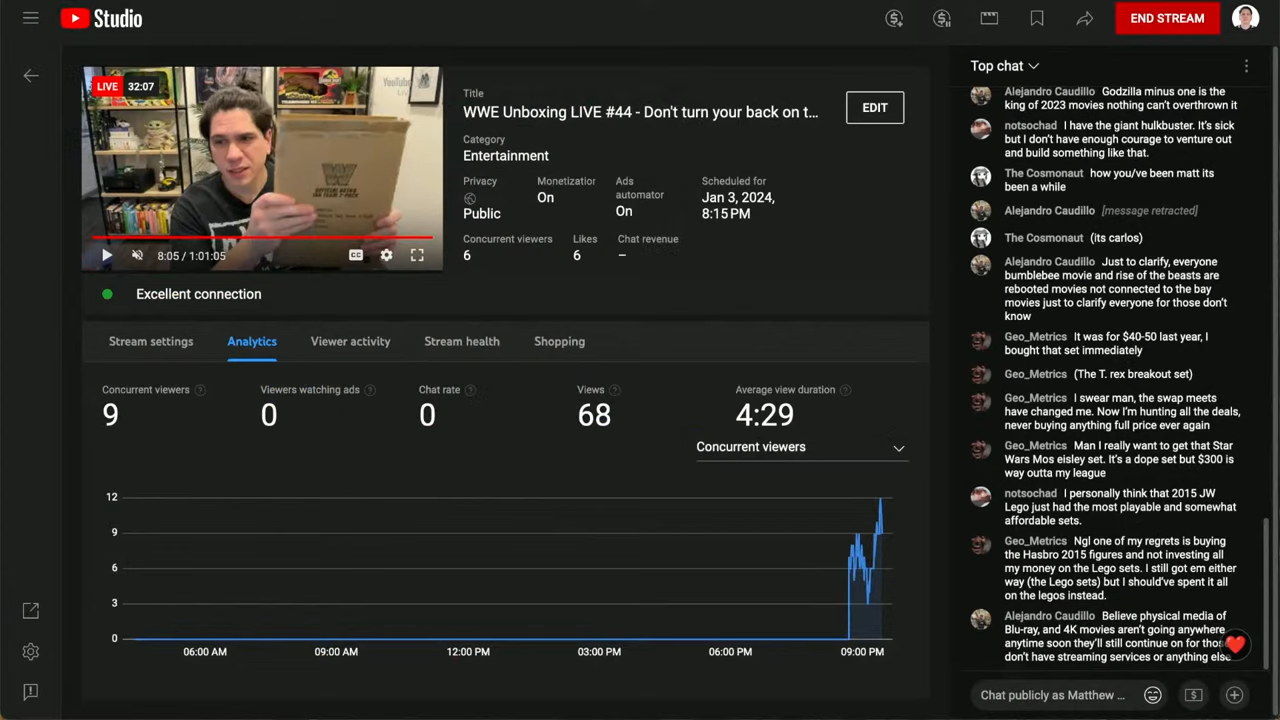 Studio
END STREAM
LIVE 32:07
YouTube
8:05 / 1:01:05
CC
Title
WWE Unboxing LIVE #44 - Don't turn your back on t...
EDIT
Category
Entertainment
Privacy
Public
Monetization
On
Ads
automator
On
Scheduled for
Jan 3, 2024,
8:15 PM
Concurrent viewers
6
Likes
6
Chat revenue
–
Excellent connection
Stream settings
Analytics
Viewer activity
Stream health
Shopping
Concurrent viewers
9
Viewers watching ads
0
Chat rate
0
Views
68
Average view duration
4:29
Concurrent viewers
12
9
6
3
0
06:00 AM 09:00 AM 12:00 PM 03:00 PM 06:00 PM 09:00 PM
Top chat
Alejandro Caudillo Godzilla minus one is the
king of 2023 movies nothing can't overthrown it
notsochad I have the giant hulkbuster. It's sick
but I don't have enough courage to venture out
and build something like that.
The Cosmonaut how you've been matt its
been a while
Alejandro Caudillo [message retracted]
The Cosmonaut (its carlos)
Alejandro Caudillo Just to clarify, everyone
bumblebee movie and rise of the beasts are
rebooted movies not connected to the bay
movies just to clarify everyone for those don't
know
Geo_Metrics It was for $40-50 last year, I
bought that set immediately
Geo_Metrics (The T. rex breakout set)
Geo_Metrics I swear man, the swap meets
have changed me. Now I'm hunting all the deals,
never buying anything full price ever again
Geo_Metrics Man I really want to get that Star
Wars Mos eisley set. It's a dope set but $300 is
way outta my league
notsochad I personally think that 2015 JW
Lego just had the most playable and somewhat
affordable sets.
Geo_Metrics Ngl one of my regrets is buying
the Hasbro 2015 figures and not investing all
my money on the Lego sets. I still got em either
way (the Lego sets) but I should've spent it all
on the legos instead.
Alejandro Caudillo Believe physical media of
Blu-ray, and 4K movies aren't going anywhere
anytime soon they'll still continue on for those
don't have streaming services or anything else
Chat publicly as Matthew ...